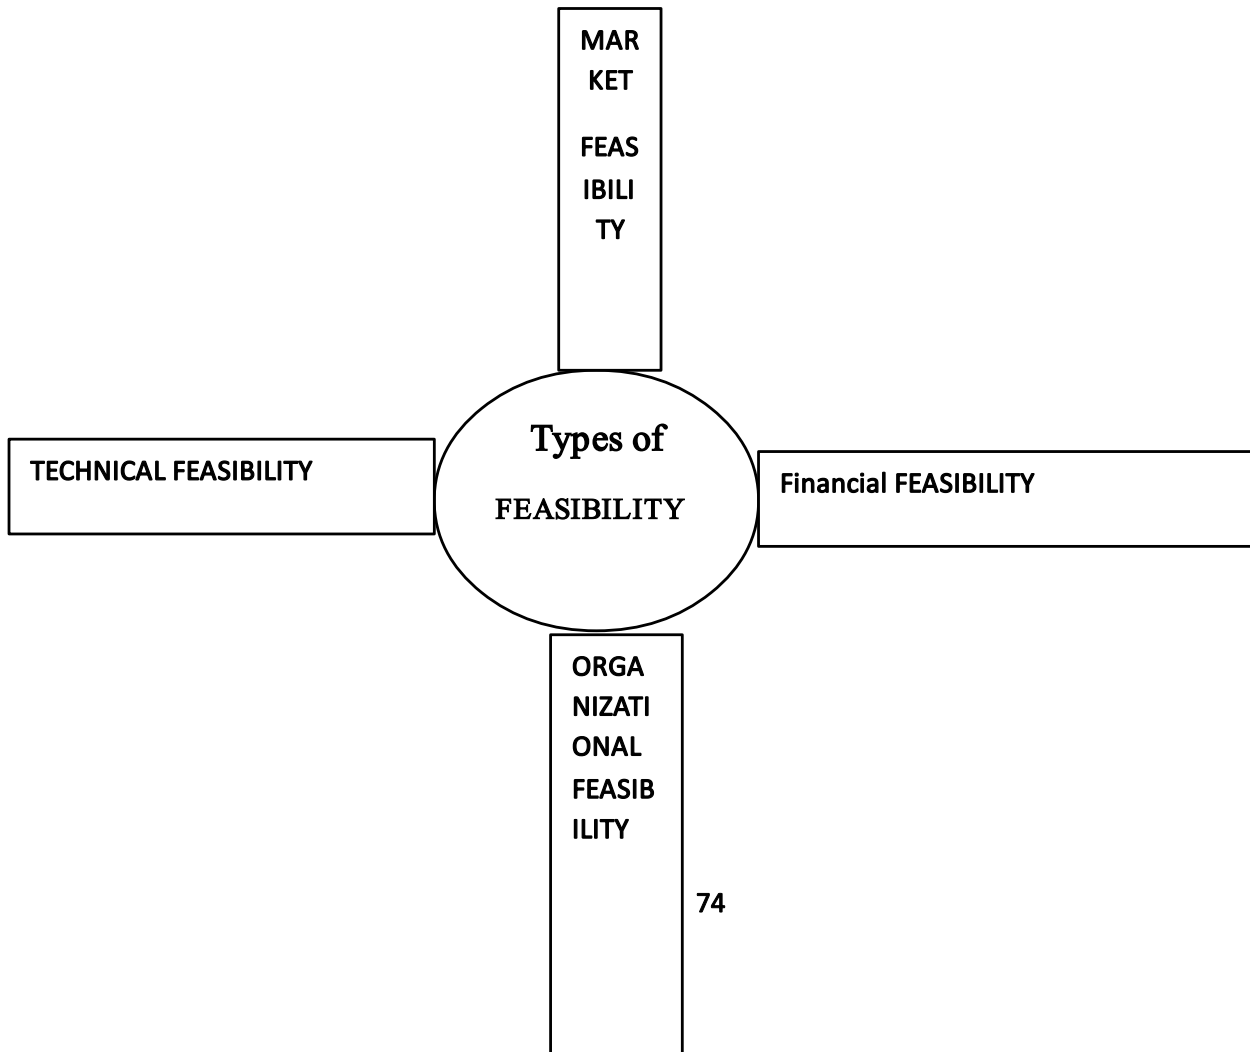 MAR
KET
FEAS
IBILI
TY
Types of
FEASIBILITY
TECHNICAL FEASIBILITY
Financial FEASIBILITY
ORGA
NIZATI
ONAL
FEASIB
ILITY
74